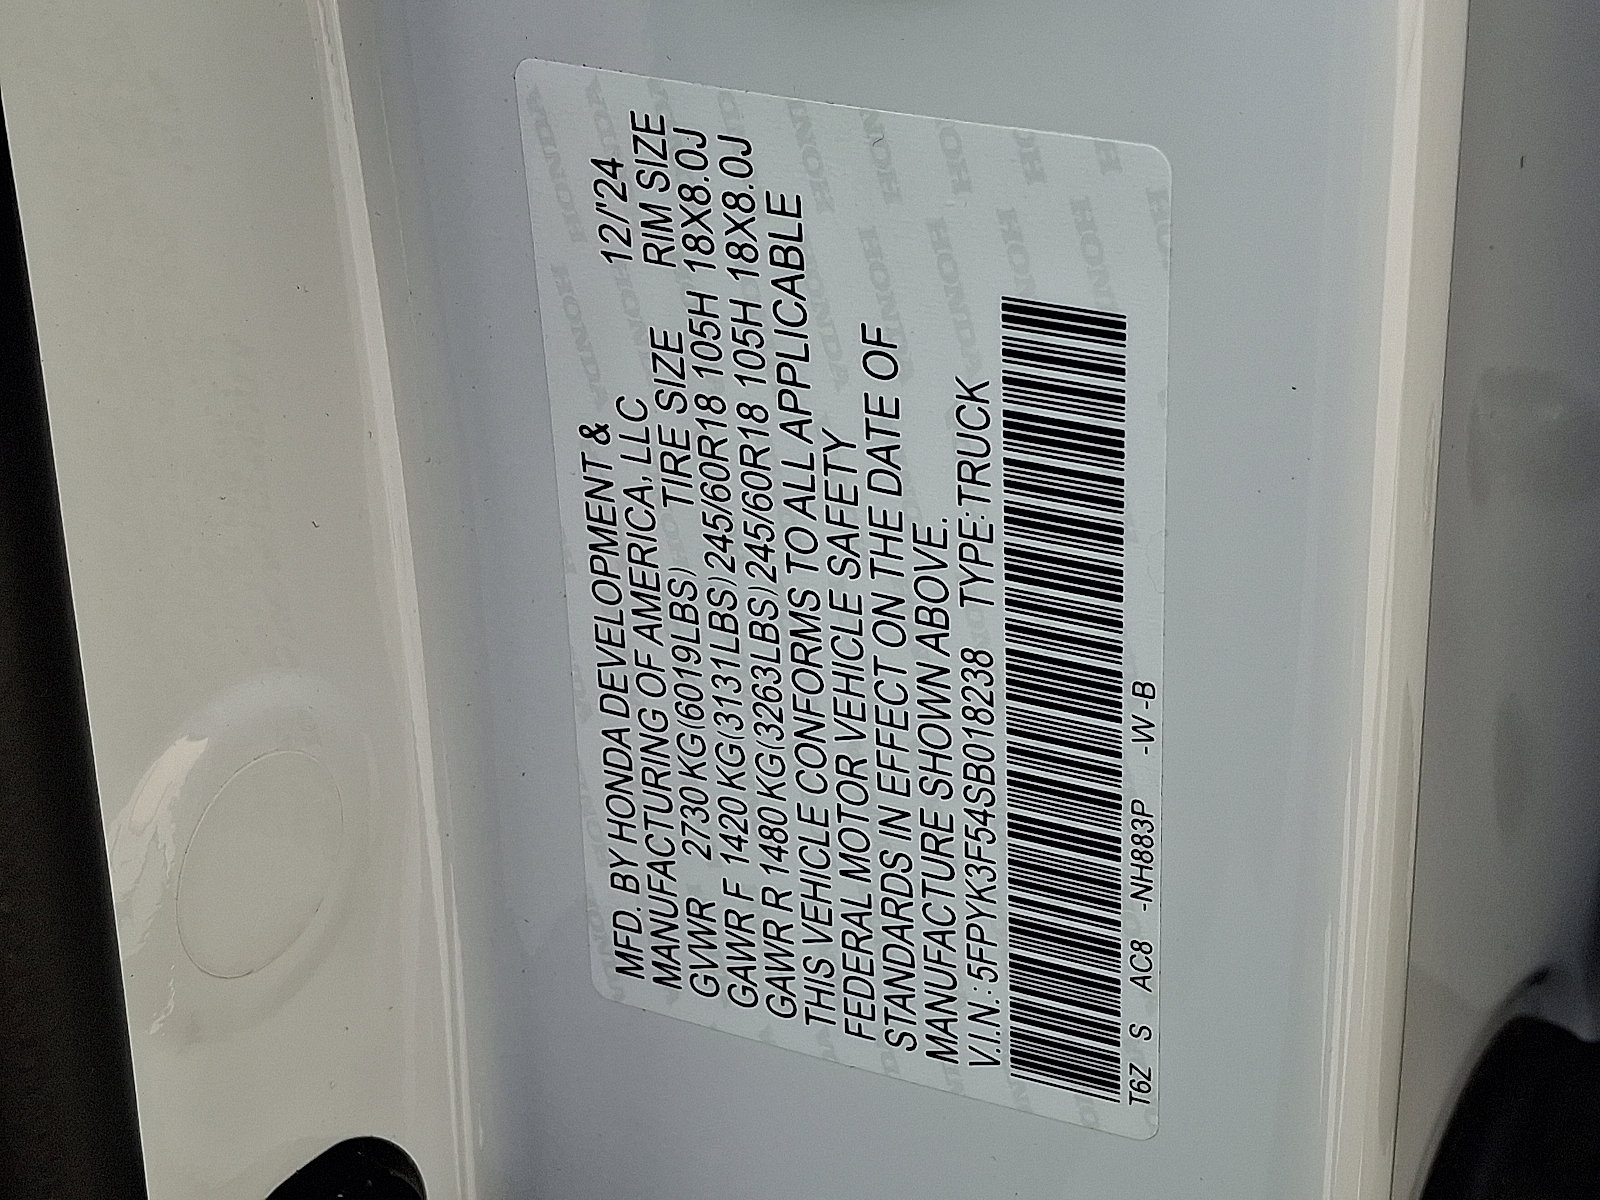 MFD. BY HONDA DEVELOPMENT &
MANUFACTURING OF AMERICA, LLC 12/'24
GVWR 2730 KG(6019LBS) TIRE SIZE RIM SIZE
GAWR F 1420 KG(3131LBS) 245/60R18 105H 18X8.0J
GAWR R 1480 KG(3263LBS) 245/60R18 105H 18X8.0J
THIS VEHICLE CONFORMS TO ALL APPLICABLE
FEDERAL MOTOR VEHICLE SAFETY
STANDARDS IN EFFECT ON THE DATE OF
MANUFACTURE SHOWN ABOVE.
V.I.N.: 5FPYK3F54SB018238 TYPE: TRUCK
T6Z S AC8 -NH883P -W -B